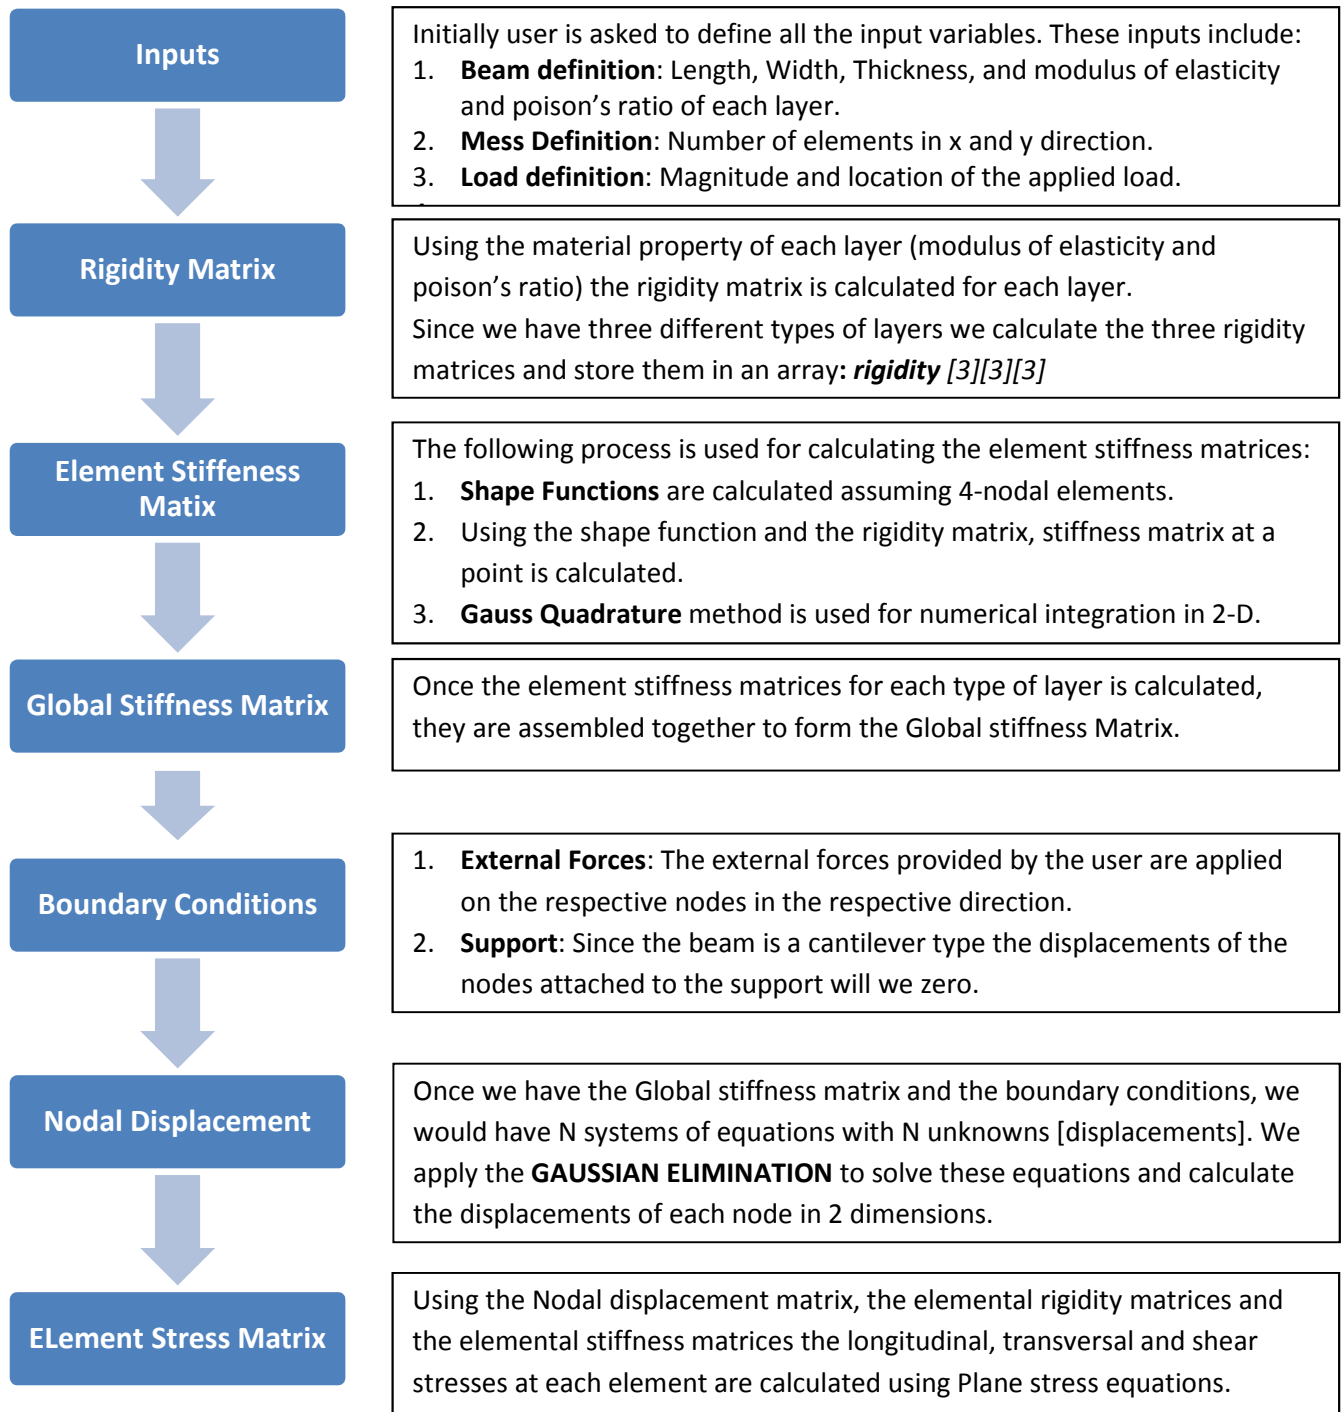 Inputs
Initially user is asked to define all the input variables. These inputs include:
1. Beam definition: Length, Width, Thickness, and modulus of elasticity
and poison’s ratio of each layer.
2. Mess Definition: Number of elements in x and y direction.
3. Load definition: Magnitude and location of the applied load.
Rigidity Matrix
Using the material property of each layer (modulus of elasticity and
poison’s ratio) the rigidity matrix is calculated for each layer.
Since we have three different types of layers we calculate the three rigidity
matrices and store them in an array: rigidity [3][3][3]
Element Stiffeness
Matix
The following process is used for calculating the element stiffness matrices:
1. Shape Functions are calculated assuming 4-nodal elements.
2. Using the shape function and the rigidity matrix, stiffness matrix at a
point is calculated.
3. Gauss Quadrature method is used for numerical integration in 2-D.
Global Stiffness Matrix
Once the element stiffness matrices for each type of layer is calculated,
they are assembled together to form the Global stiffness Matrix.
Boundary Conditions
1. External Forces: The external forces provided by the user are applied
on the respective nodes in the respective direction.
2. Support: Since the beam is a cantilever type the displacements of the
nodes attached to the support will we zero.
Nodal Displacement
Once we have the Global stiffness matrix and the boundary conditions, we
would have N systems of equations with N unknowns [displacements]. We
apply the GAUSSIAN ELIMINATION to solve these equations and calculate
the displacements of each node in 2 dimensions.
ELement Stress Matrix
Using the Nodal displacement matrix, the elemental rigidity matrices and
the elemental stiffness matrices the longitudinal, transversal and shear
stresses at each element are calculated using Plane stress equations.